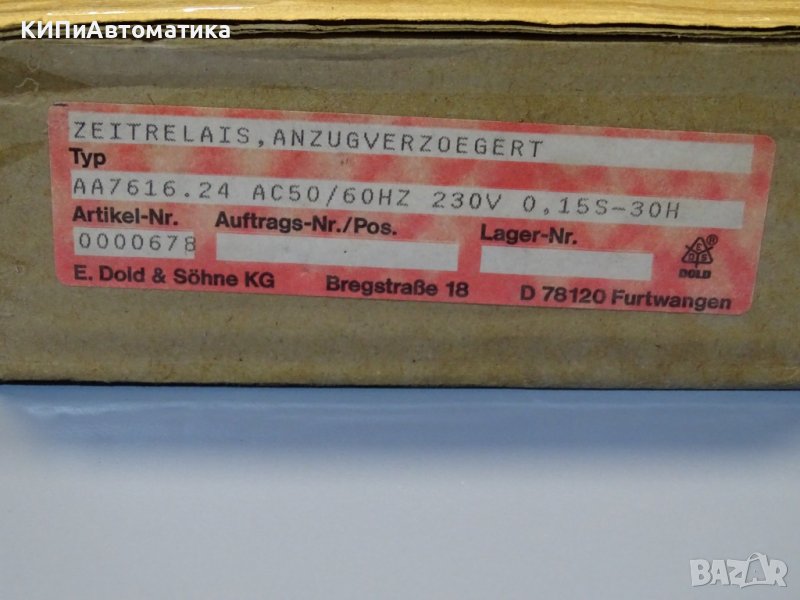 КИПиАвтоматика
ZEITRELAIS,ANZUGVERZOEGERT
Typ
AA7616.24 AC50/60HZ 230V 0,15S-30H
Artikel-Nr. Auftrags-Nr./Pos. Lager-Nr.
0000678
DOLD
E. Dold & Söhne KG Bregstraße 18 D 78120 Furtwangen
BAZAR